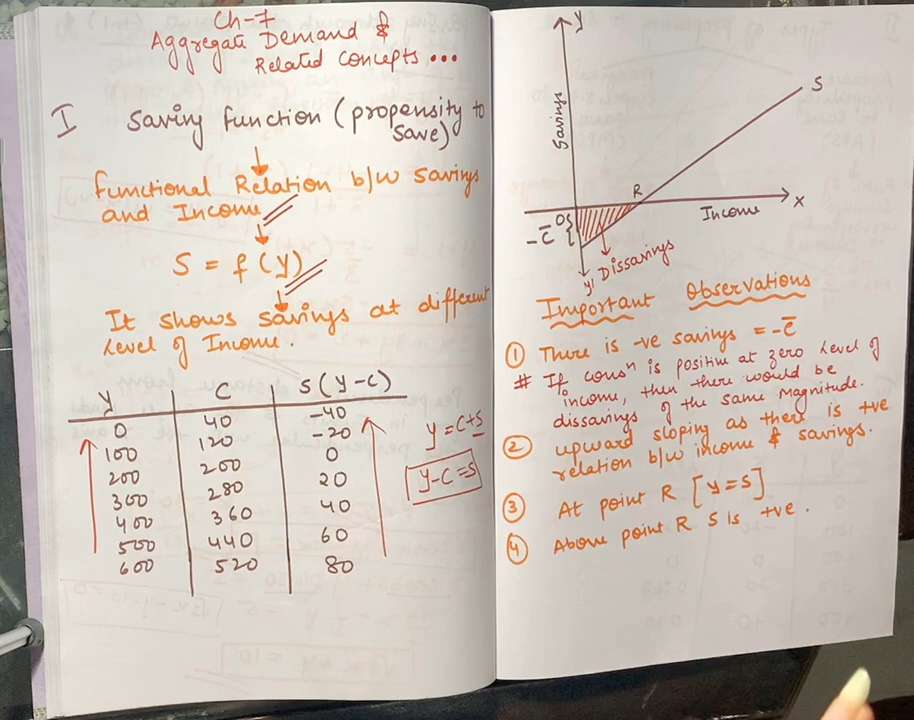 Ch-7
Aggregate Demand &
Related Concepts ...
I Saving function (propensity to
save)
Functional Relation b/w savings
and Income
S = f (Y)
It shows savings at different
Level of Income.
Y C S (Y-C)
0 40 -40
100 120 -20
200 200 0
300 280 20
400 360 40
500 440 60
600 520 80
Y = C+S
Y-C = S
Y
Savings
S
R
O
Income X
-C̅
Y'
Dissavings
Important Observations
① There is -ve savings = -C̅
# If consⁿ is positive at zero level of
income, then there would be
dissavings of the same Magnitude.
② upward sloping as there is +ve
relation b/w income & savings.
③ At point R [Y=S]
④ Above point R S is +ve.